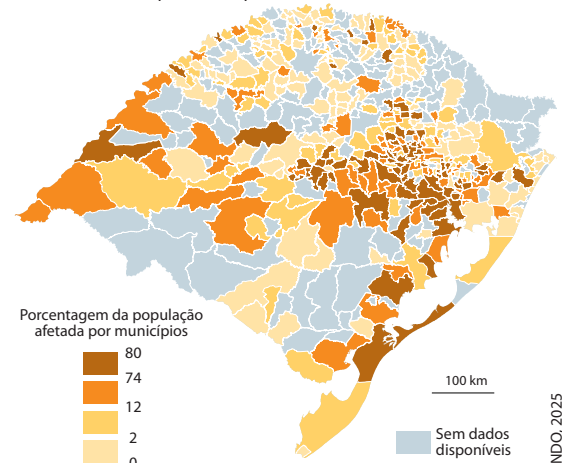 Porcentagem da população
afetada por municípios
80
74
12
2
0
100 km
Sem dados
disponíveis
NDO, 2025